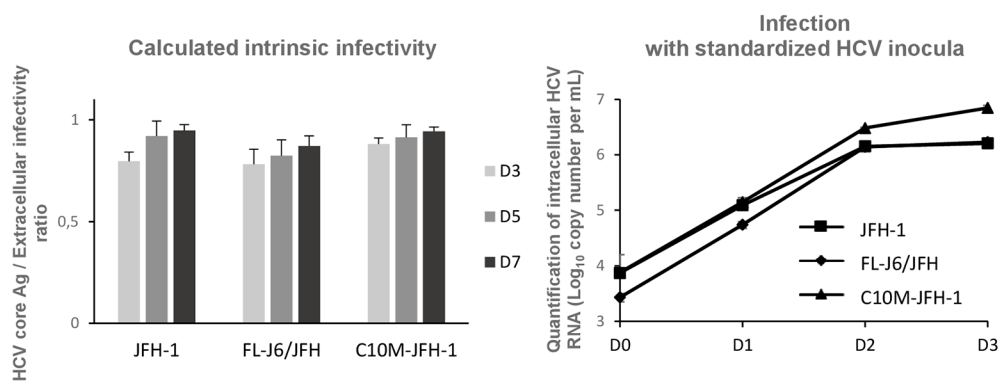 Calculated intrinsic infectivity
HCV core Ag / Extracellular infectivity
ratio
1
0,5
0
JFH-1
FL-J6/JFH
C10M-JFH-1
D3
D5
D7
Infection
with standardized HCV inocula
Quantification of intracellular HCV
RNA (Log10 copy number per mL)
7
6
5
4
3
D0
D1
D2
D3
JFH-1
FL-J6/JFH
C10M-JFH-1